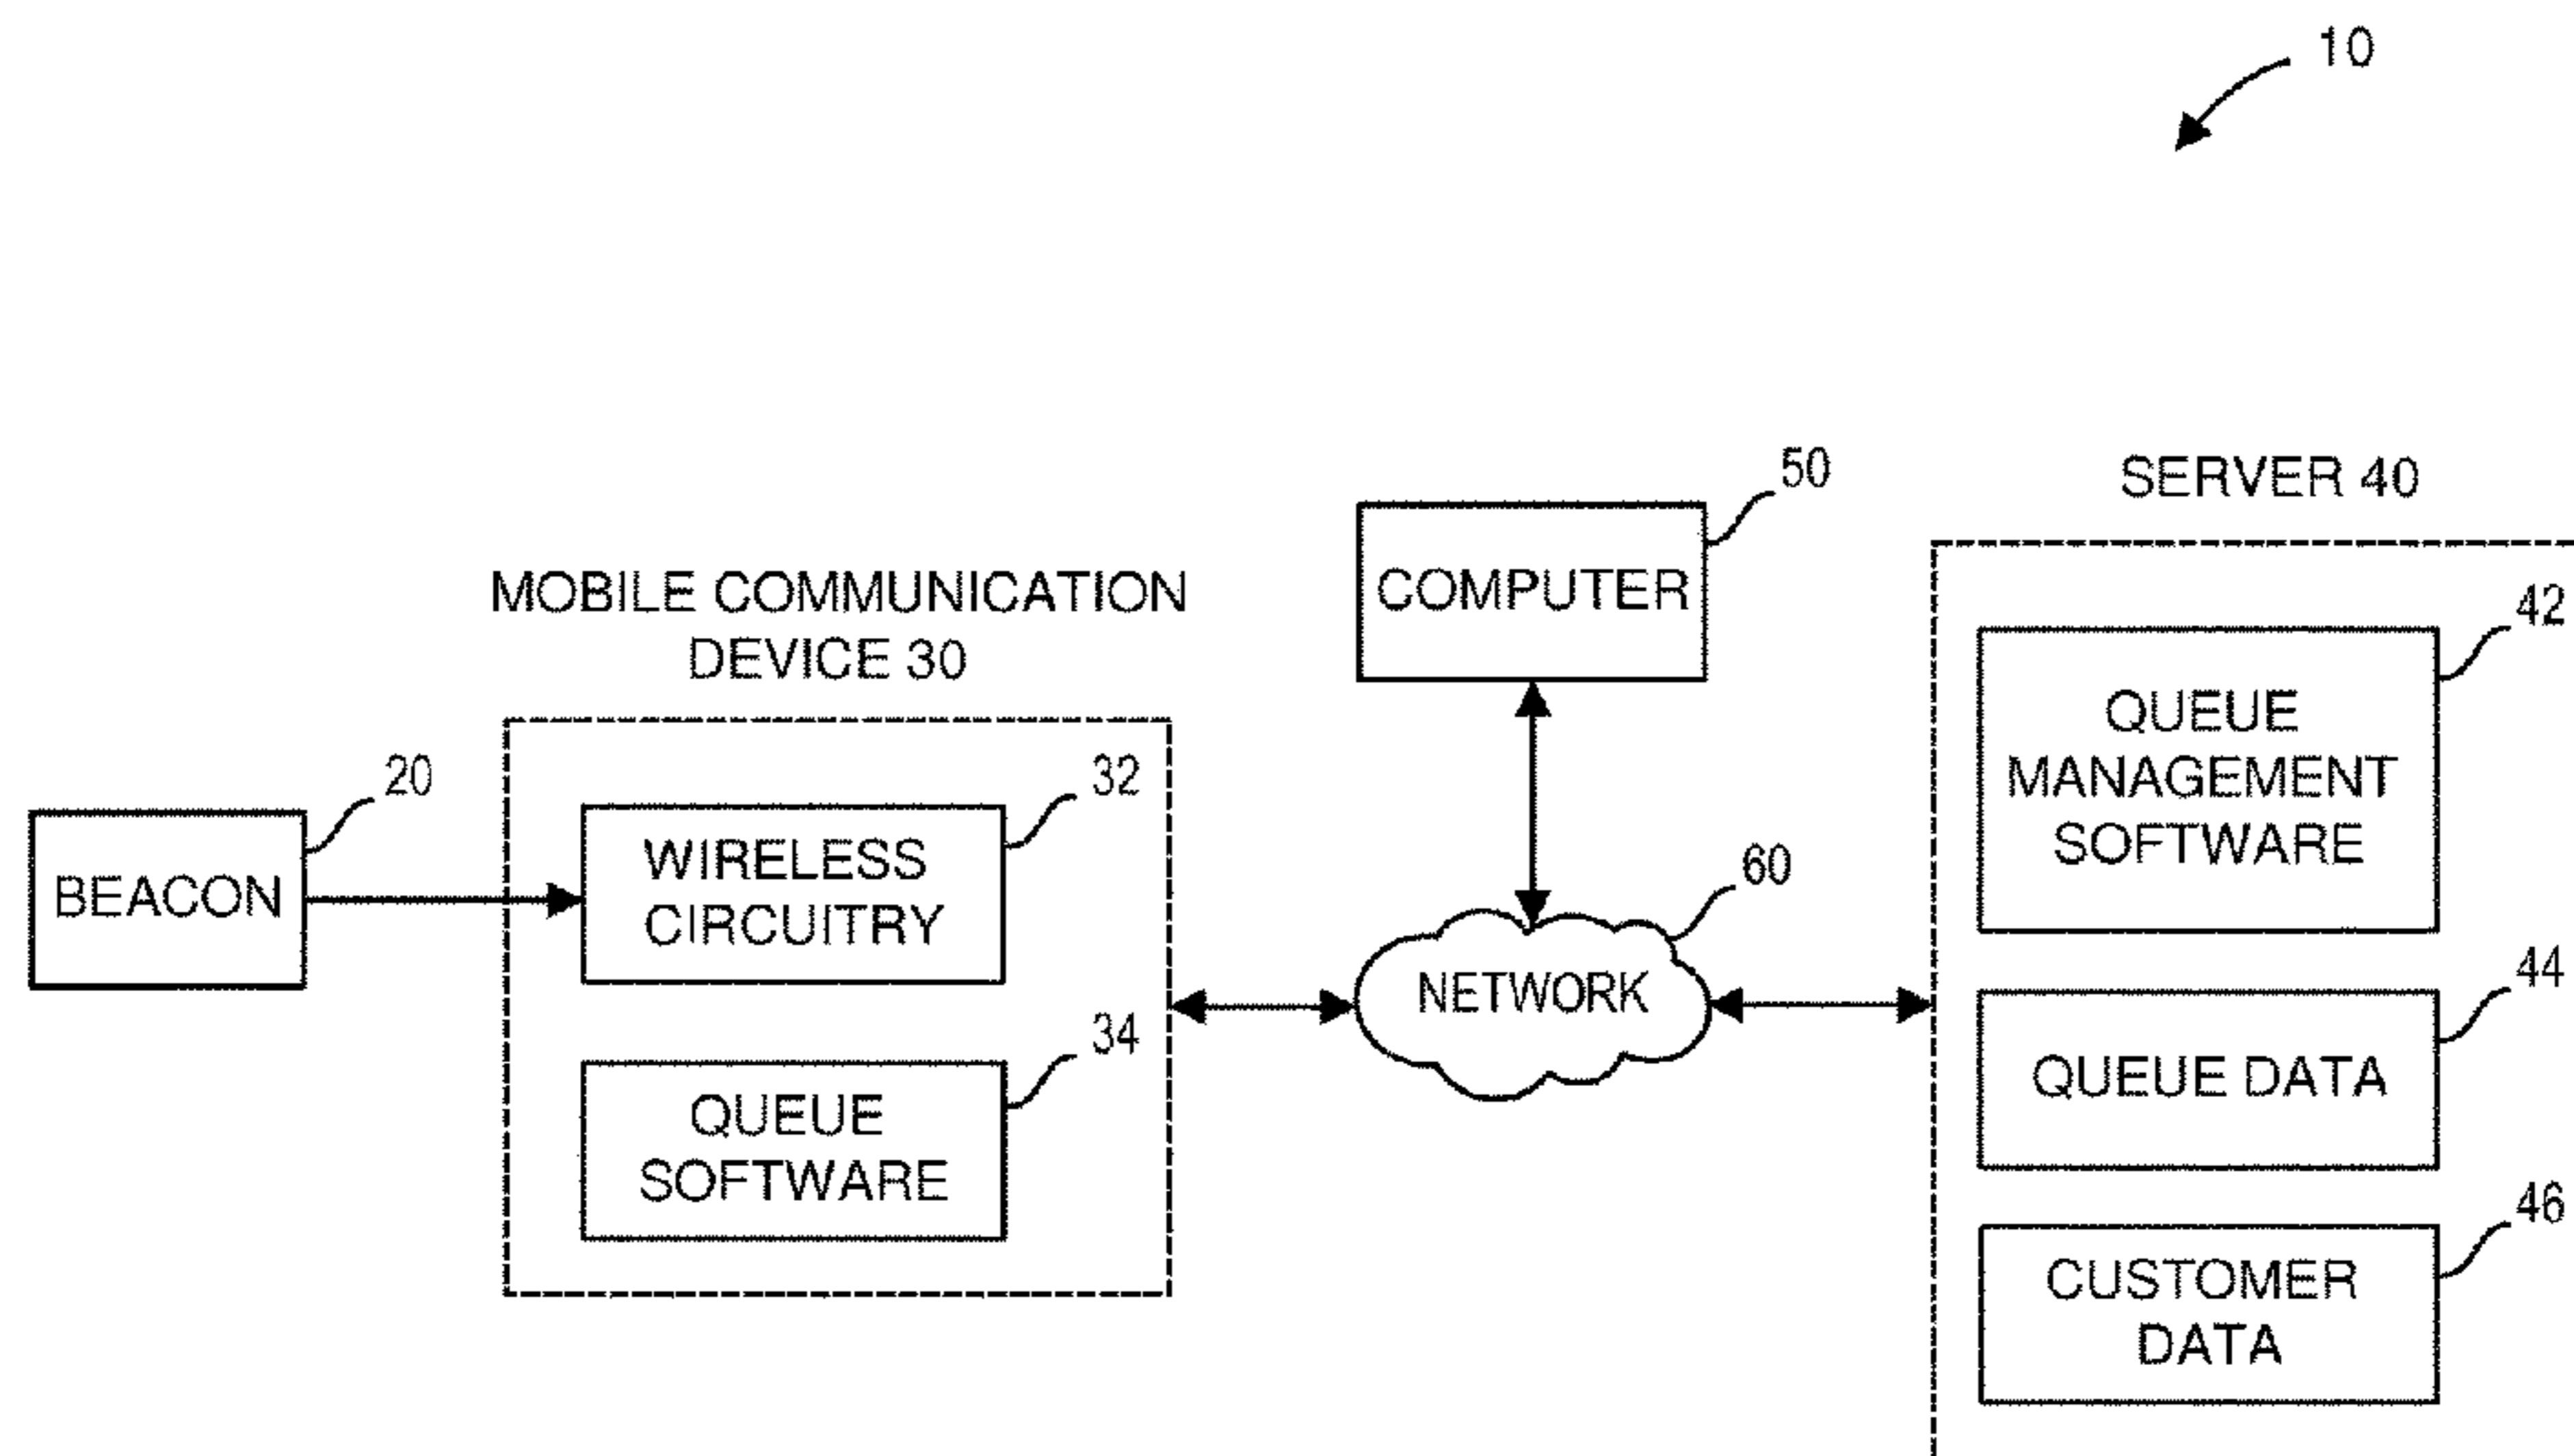 10
50
SERVER 40
COMPUTER
42
MOBILE COMMUNICATION
DEVICE 30
QUEUE
MANAGEMENT
SOFTWARE
20
32
BEACON
WIRELESS
CIRCUITRY
60
NETWORK
44
QUEUE DATA
34
QUEUE
SOFTWARE
46
CUSTOMER
DATA